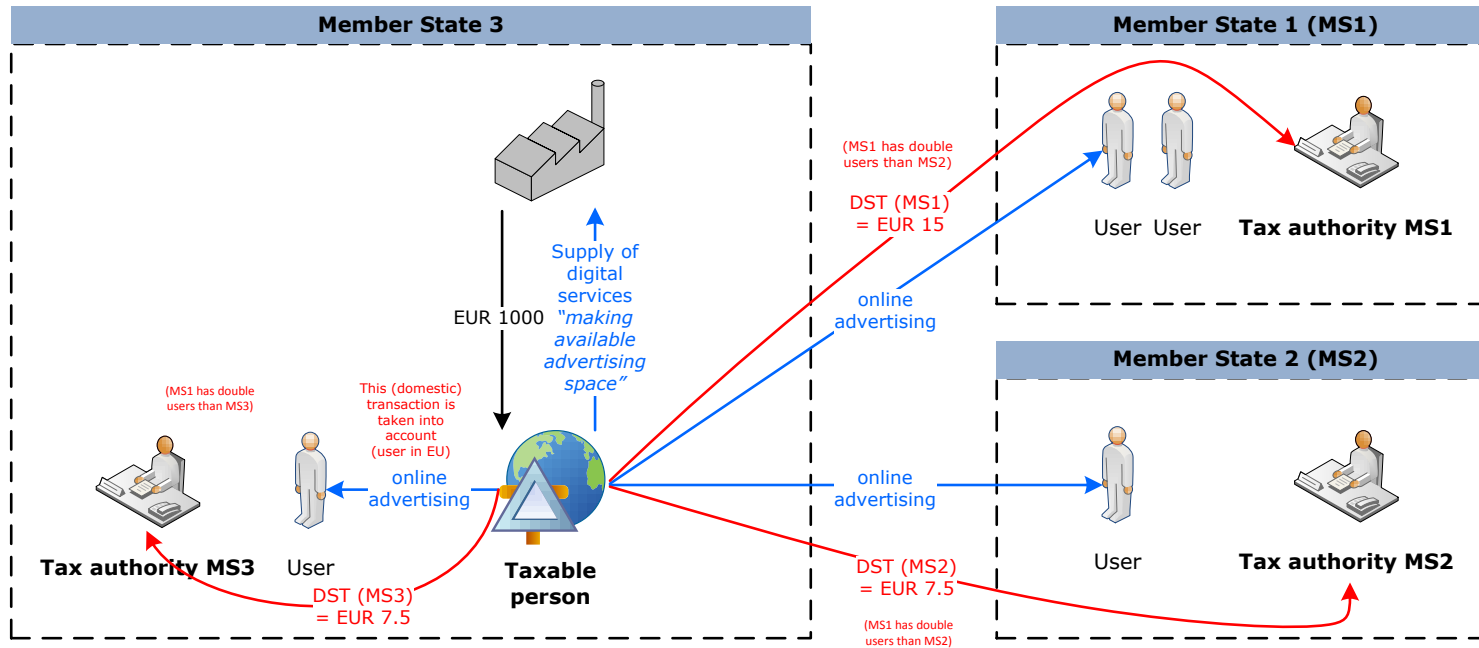 Member State 3
EUR 1000
Supply of
digital
services
“making
available
advertising
space”
(MS1 has double
users than MS3)
This (domestic)
transaction is
taken into
account
(user in EU)
online
advertising
Tax authority MS3
User
Taxable
person
DST (MS3)
= EUR 7.5
(MS1 has double
users than MS2)
DST (MS1)
= EUR 15
online
advertising
online
advertising
DST (MS2)
= EUR 7.5
(MS1 has double
users than MS2)
Member State 1 (MS1)
User User
Tax authority MS1
Member State 2 (MS2)
User
Tax authority MS2